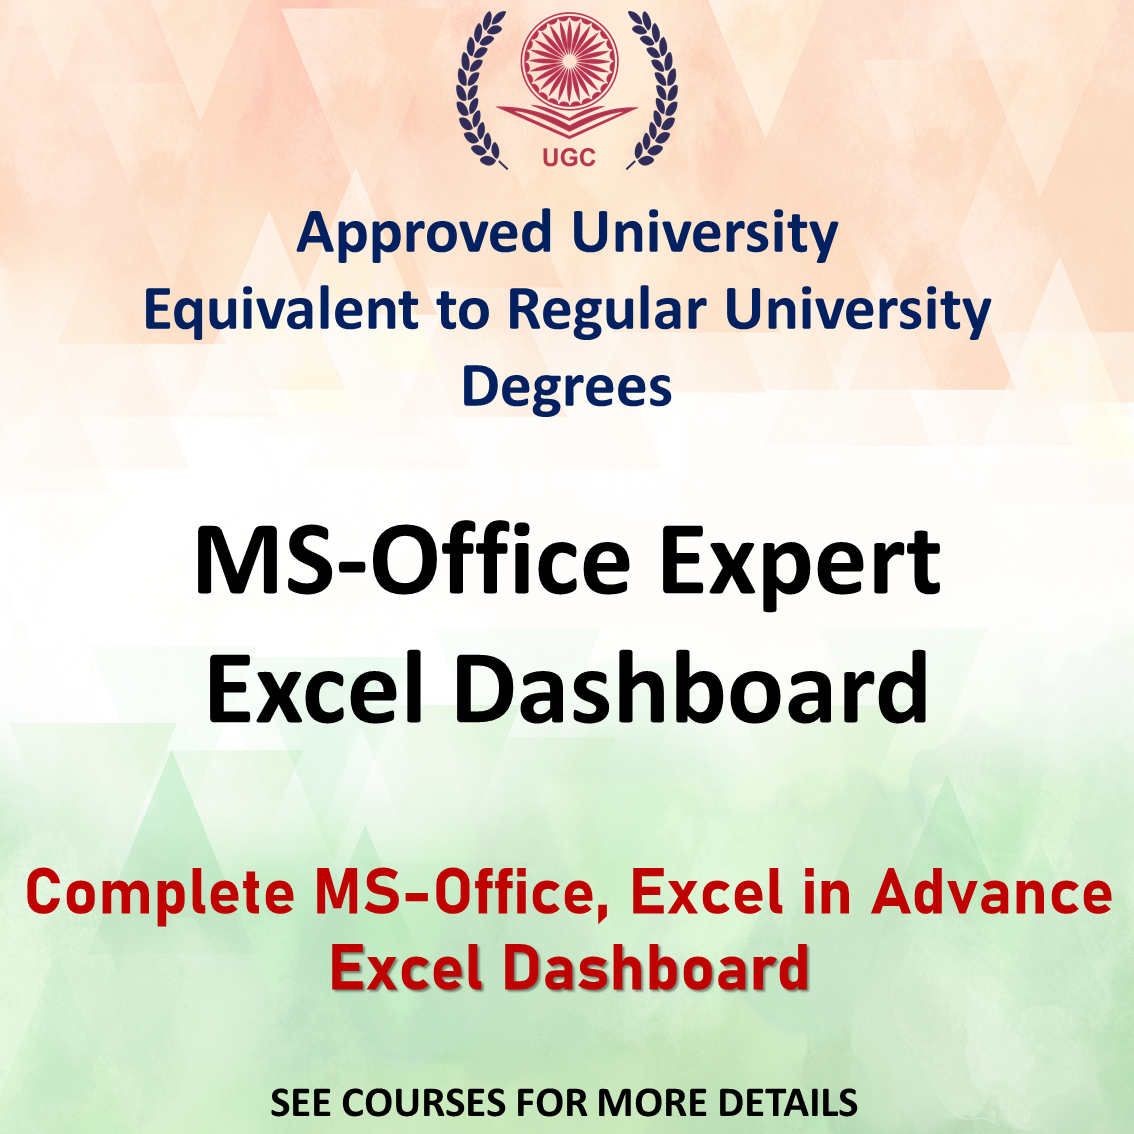 UGC
Approved University
Equivalent to Regular University
Degrees
MS-Office Expert
Excel Dashboard
Complete MS-Office, Excel in Advance
Excel Dashboard
SEE COURSES FOR MORE DETAILS